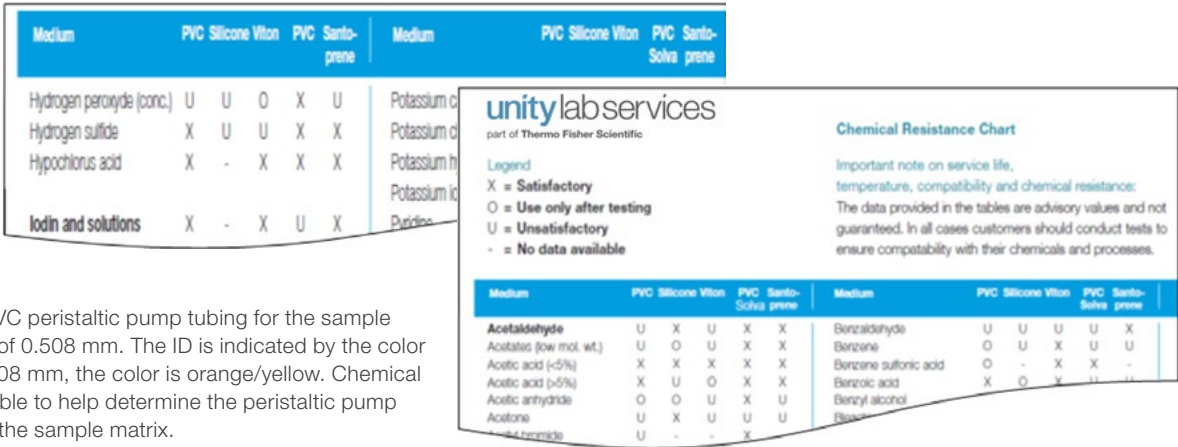 Medium PVC Silicone Viton PVC Santo- Medium PVC Silicone Viton PVC Santo-
prene Solva prene
Hydrogen peroxyde (conc.) U U O X U Potassium
Hydrogen sulfide X U U X X Potassium
Hypochlorus acid X - X X X Potassium
Potassium
Iodin and solutions X - X U X Pyridine
unitylabservices
part of Thermo Fisher Scientific
Legend
X = Satisfactory
O = Use only after testing
U = Unsatisfactory
- = No data available
Chemical Resistance Chart
Important note on service life,
temperature, compatibility and chemical resistance:
The data provided in the tables are advisory values and not
guaranteed. In all cases customers should conduct tests to
ensure compatability with their chemicals and processes.
Medium PVC Silicone Viton PVC Santo- Medium PVC Silicone Viton PVC Santo-
Solva prene Solva prene
Acetaldehyde U X U X X Benzaldehyde U U U U X
Acetates (low mol. wt.) U O U X X Benzene O U X U U
Acetic acid (<5%) X X X X X Benzene sulfonic acid O - X X -
Acetic acid (>5%) X U O X X Benzoic acid X O X U U
Acetic anhydride O O U X U Benzyl alcohol
Acetone U X U U U
bromide U - - X
VC peristaltic pump tubing for the sample
of 0.508 mm. The ID is indicated by the color
08 mm, the color is orange/yellow. Chemical
ble to help determine the peristaltic pump
the sample matrix.